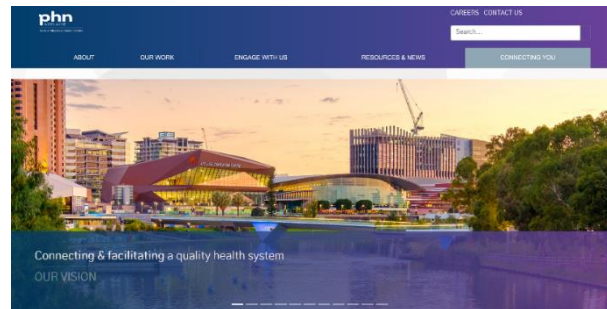 phn
CAREERS CONTACT US
Search...
ABOUT
OUR WORK
ENGAGE WITH US
RESOURCES & NEWS
CONNECTING YOU
Connecting & facilitating a quality health system
OUR VISION